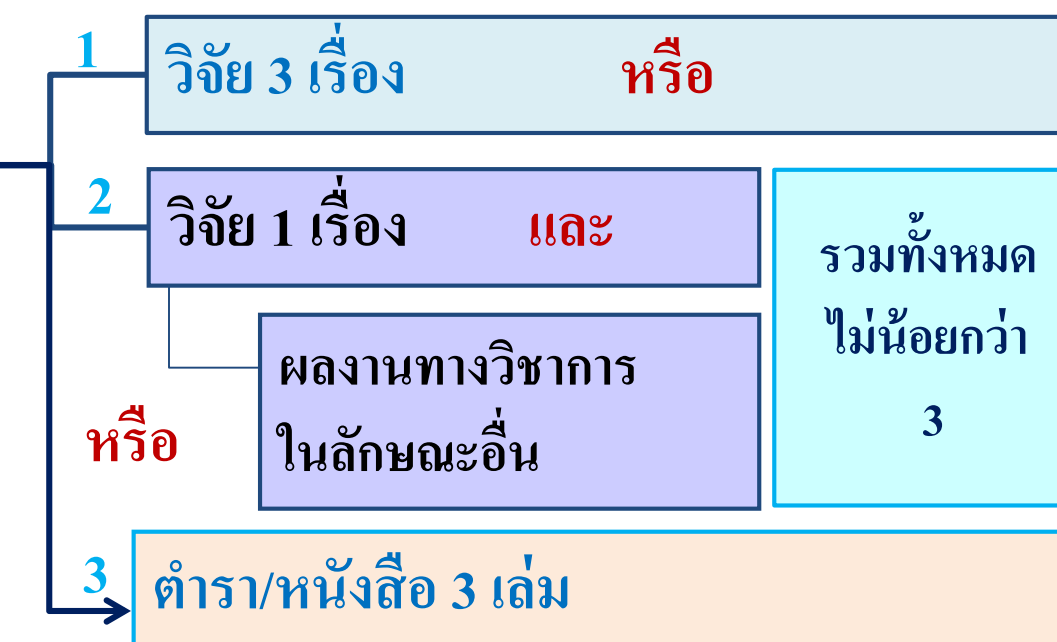 1
วิจัย 3 เรื่อง หรือ
2
วิจัย 1 เรื่อง และ
ผลงานทางวิชาการ
ในลักษณะอื่น
รวมทั้งหมด
ไม่น้อยกว่า
3
หรือ
3
ตำรา/หนังสือ 3 เล่ม